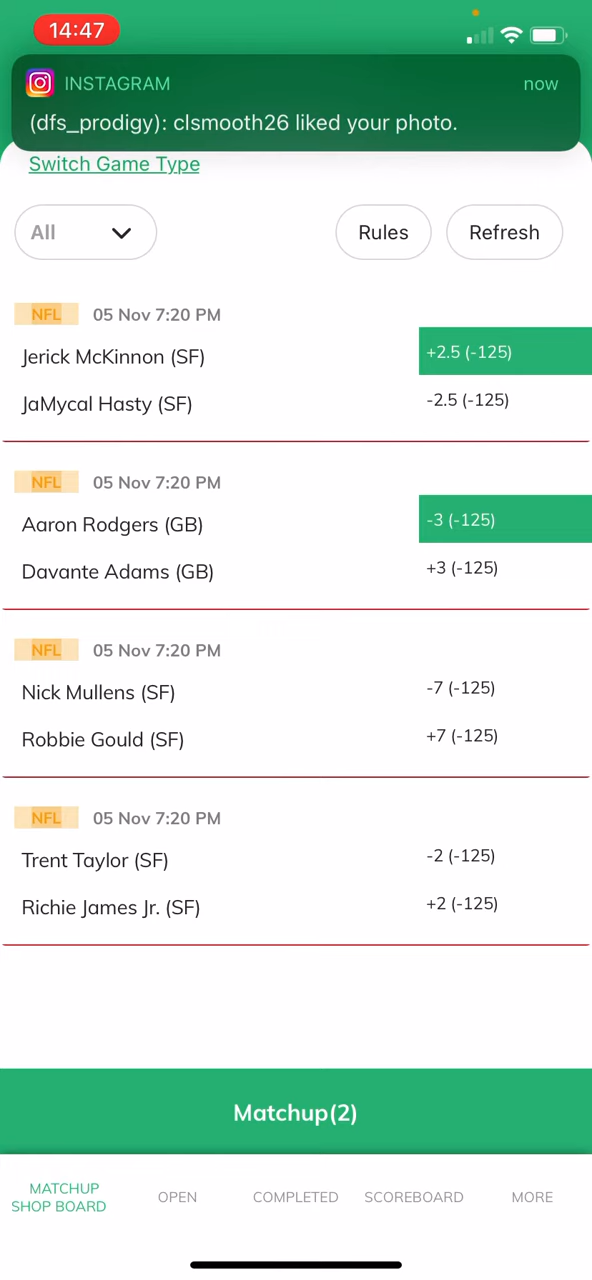 14:47
INSTAGRAM now
(dfs_prodigy): clsmooth26 liked your photo.
Switch Game Type
All Rules Refresh
NFL 05 Nov 7:20 PM
Jerick McKinnon (SF) +2.5 (-125)
JaMycal Hasty (SF) -2.5 (-125)
NFL 05 Nov 7:20 PM
Aaron Rodgers (GB) -3 (-125)
Davante Adams (GB) +3 (-125)
NFL 05 Nov 7:20 PM
Nick Mullens (SF) -7 (-125)
Robbie Gould (SF) +7 (-125)
NFL 05 Nov 7:20 PM
Trent Taylor (SF) -2 (-125)
Richie James Jr. (SF) +2 (-125)
Matchup(2)
MATCHUP
SHOP BOARD OPEN COMPLETED SCOREBOARD MORE